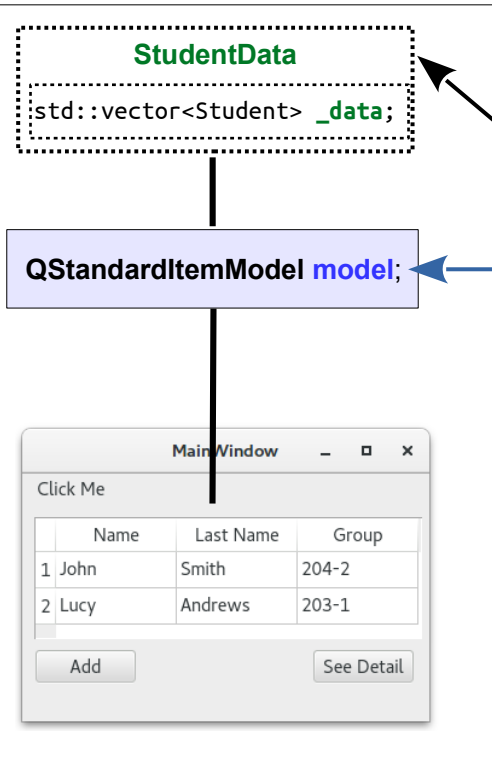 StudentData
std::vector<Student> _data;
QStandardItemModel model;
MainWindow
Click Me
Name Last Name Group
1 John Smith 204-2
2 Lucy Andrews 203-1
Add See Detail